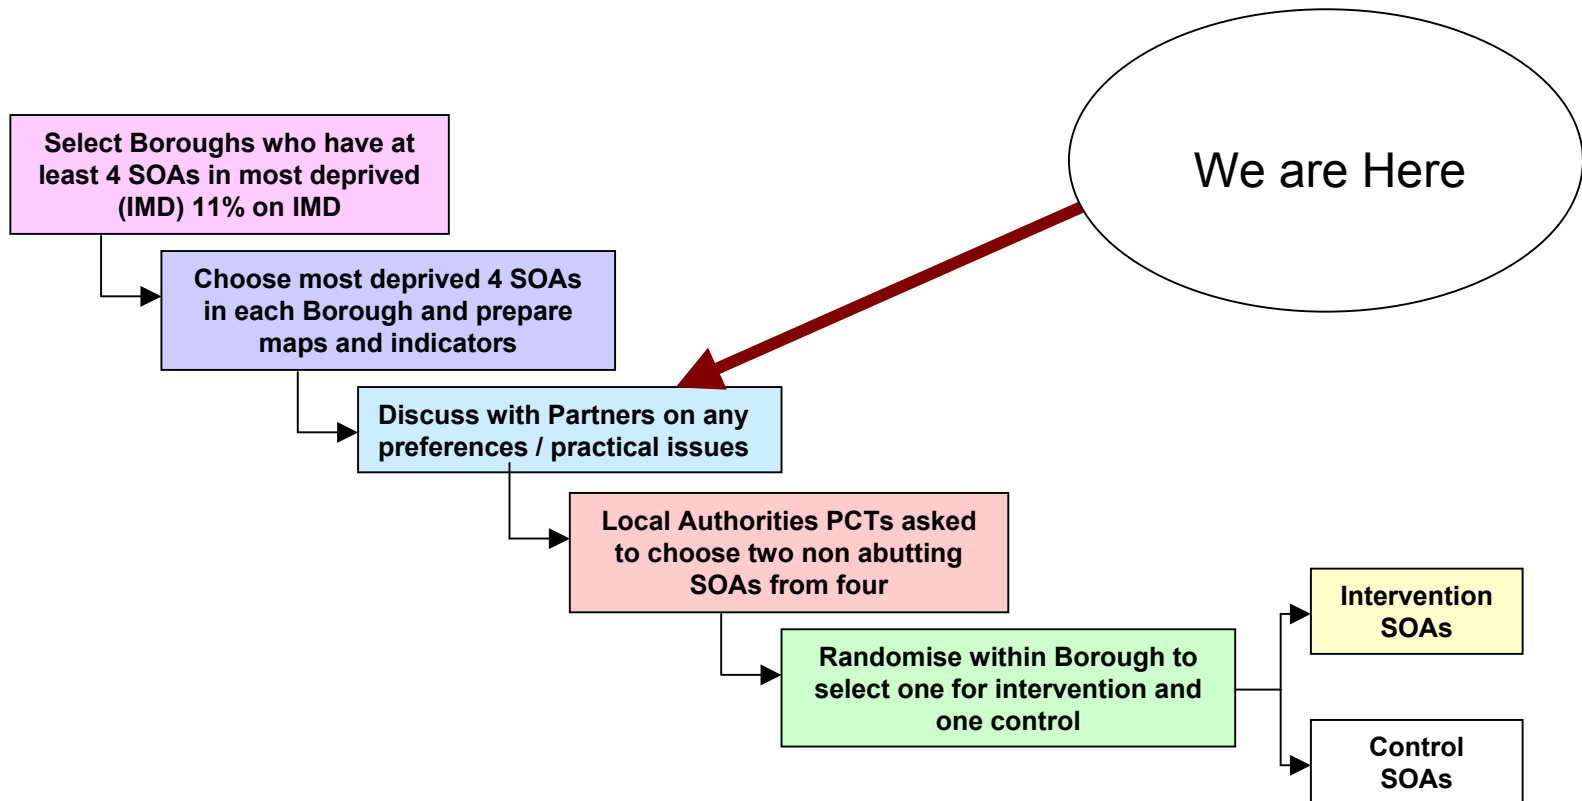 We are Here
Select Boroughs who have at
least 4 SOAs in most deprived
(IMD) 11% on IMD
Choose most deprived 4 SOAs
in each Borough and prepare
maps and indicators
Discuss with Partners on any
preferences / practical issues
Local Authorities PCTs asked
to choose two non abutting
SOAs from four
Randomise within Borough to
select one for intervention and
one control
Intervention
SOAs
Control
SOAs